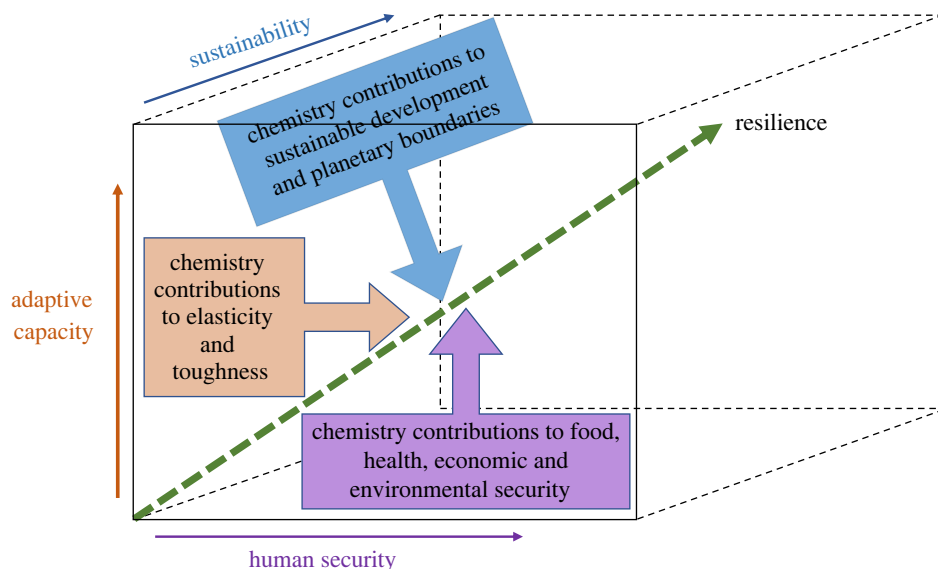 sustainability
chemistry contributions to
sustainable development
and planetary boundaries
resilience
chemistry
contributions
to elasticity
and
toughness
adaptive
capacity
chemistry contributions to food,
health, economic and
environmental security
human security